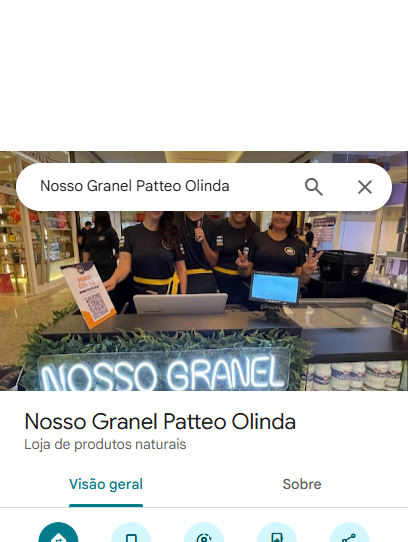 Nosso Granel Patteo Olinda
NOSSO GRANEL
Nosso Granel Patteo Olinda
Loja de produtos naturais
Visão geral
Sobre